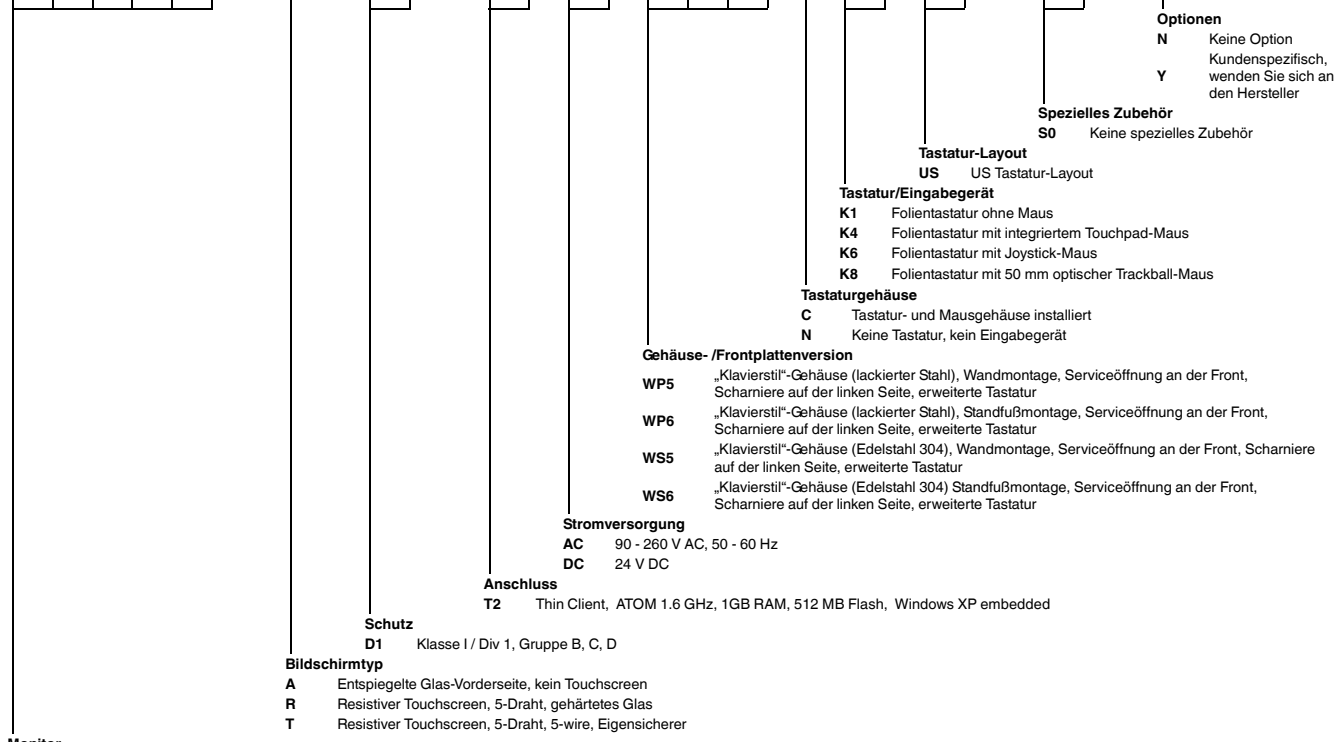 Optionen
N Keine Option
Kundenspezifisch,
Y wenden Sie sich an
den Hersteller
Spezielles Zubehör
S0 Keine spezielles Zubehör
Tastatur-Layout
US US Tastatur-Layout
Tastatur/Eingabegerät
K1 Folientastatur ohne Maus
K4 Folientastatur mit integriertem Touchpad-Maus
K6 Folientastatur mit Joystick-Maus
K8 Folientastatur mit 50 mm optischer Trackball-Maus
Tastaturgehäuse
C Tastatur- und Mausgehäuse installiert
N Keine Tastatur, kein Eingabegerät
Gehäuse- /Frontplattenversion
WP5 „Klavierstil“-Gehäuse (lackierter Stahl), Wandmontage, Serviceöffnung an der Front,
Scharniere auf der linken Seite, erweiterte Tastatur
WP6 „Klavierstil“-Gehäuse (lackierter Stahl), Standfußmontage, Serviceöffnung an der Front,
Scharniere auf der linken Seite, erweiterte Tastatur
WS5 „Klavierstil“-Gehäuse (Edelstahl 304), Wandmontage, Serviceöffnung an der Front, Scharniere
auf der linken Seite, erweiterte Tastatur
WS6 „Klavierstil“-Gehäuse (Edelstahl 304) Standfußmontage, Serviceöffnung an der Front,
Scharniere auf der linken Seite, erweiterte Tastatur
Stromversorgung
AC 90 - 260 V AC, 50 - 60 Hz
DC 24 V DC
Anschluss
T2 Thin Client, ATOM 1.6 GHz, 1GB RAM, 512 MB Flash, Windows XP embedded
Schutz
D1 Klasse I / Div 1, Gruppe B, C, D
Bildschirmtyp
A Entspiegelte Glas-Vorderseite, kein Touchscreen
R Resistiver Touchscreen, 5-Draht, gehärtetes Glas
T Resistiver Touchscreen, 5-Draht, 5-wire, Eigensicherer
Monitor